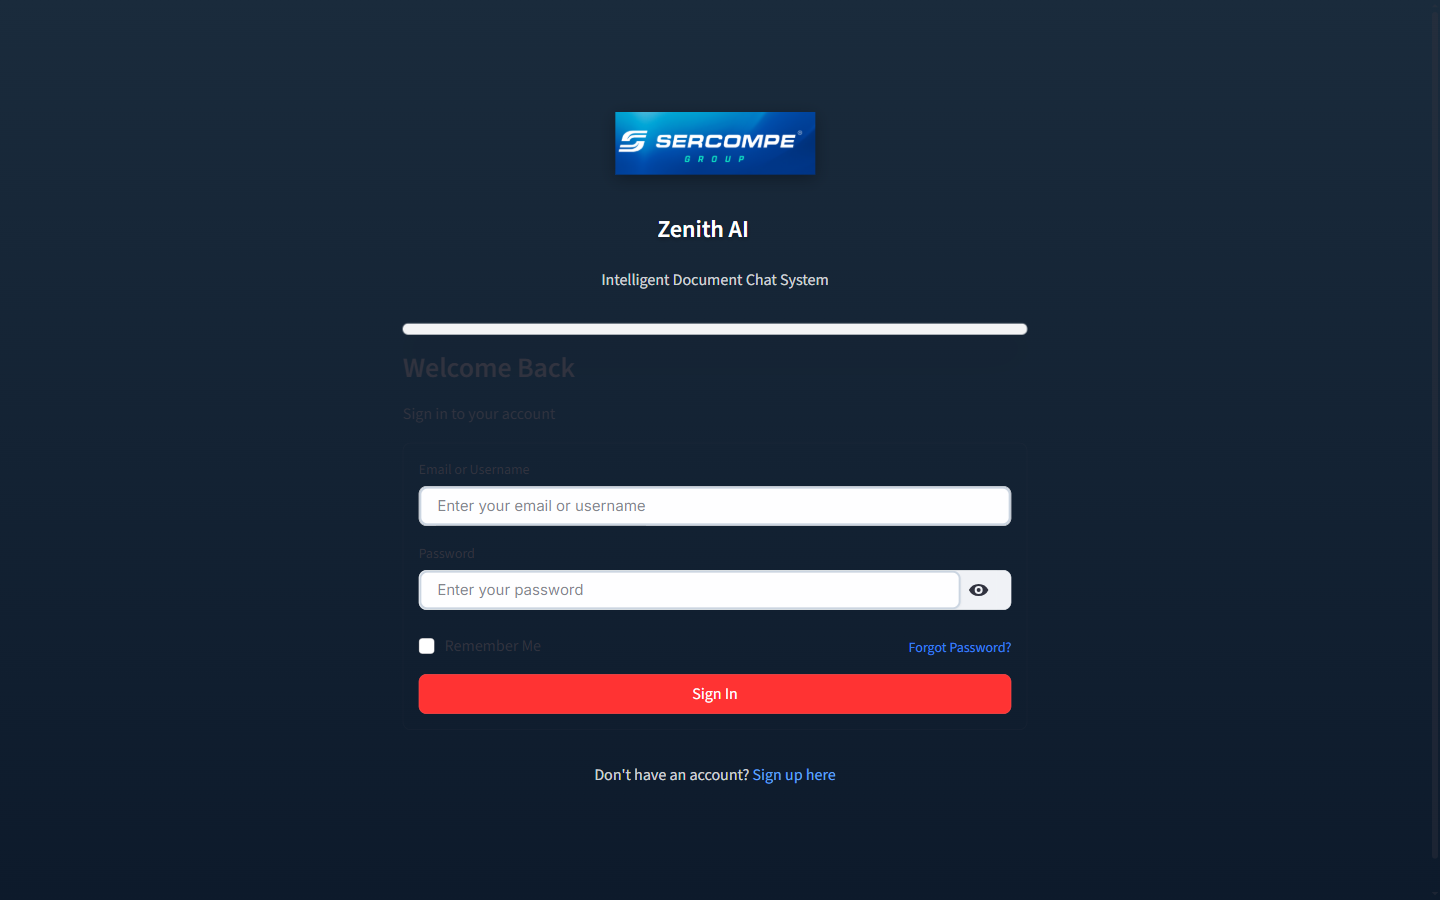 SERCOMPE®
GROUP
Zenith AI
Intelligent Document Chat System
Welcome Back
Sign in to your account
Email or Username
Enter your email or username
Password
Enter your password
Remember Me
Forgot Password?
Sign In
Don't have an account? Sign up here